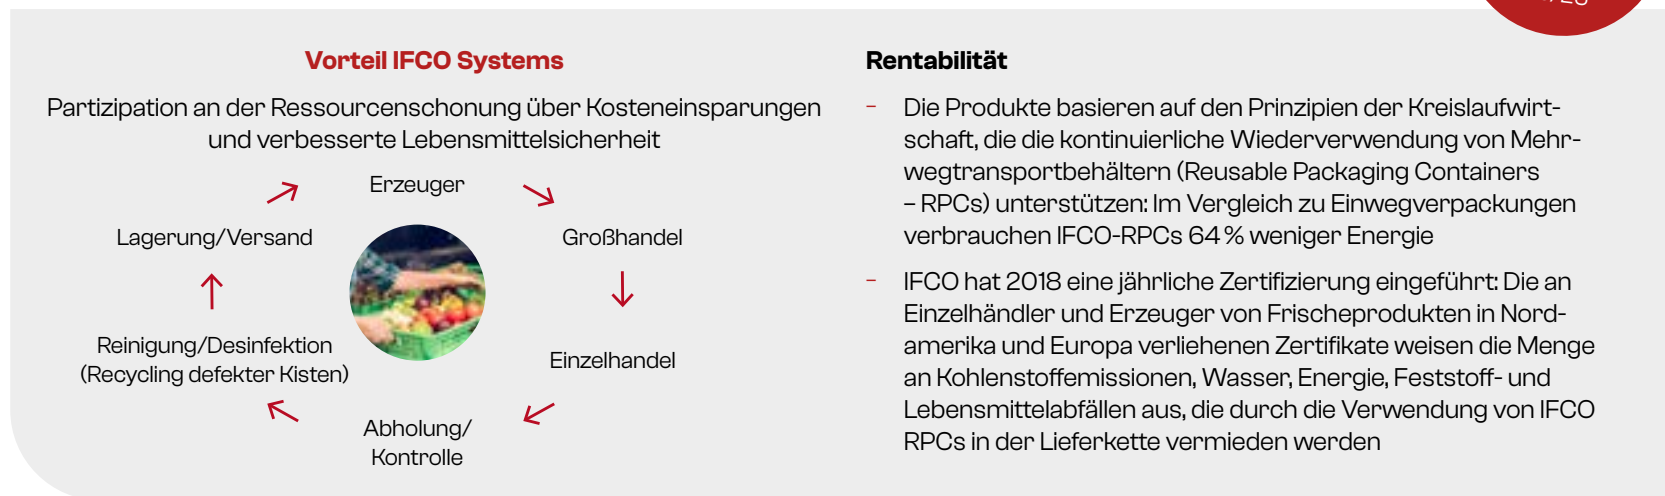 Vorteil IFCO Systems
Partizipation an der Ressourcenschonung über Kosteneinsparungen
und verbesserte Lebensmittelsicherheit
Erzeuger
Großhandel
Einzelhandel
Abholung/
Kontrolle
Reinigung/Desinfektion
(Recycling defekter Kisten)
Lagerung/Versand
Rentabilität
– Die Produkte basieren auf den Prinzipien der Kreislaufwirt-
schaft, die die kontinuierliche Wiederverwendung von Mehr-
wegtransportbehältern (Reusable Packaging Containers
– RPCs) unterstützen: Im Vergleich zu Einwegverpackungen
verbrauchen IFCO-RPCs 64 % weniger Energie
– IFCO hat 2018 eine jährliche Zertifizierung eingeführt: Die an
Einzelhändler und Erzeuger von Frischeprodukten in Nord-
amerika und Europa verliehenen Zertifikate weisen die Menge
an Kohlenstoffemissionen, Wasser, Energie, Feststoff- und
Lebensmittelabfällen aus, die durch die Verwendung von IFCO
RPCs in der Lieferkette vermieden werden